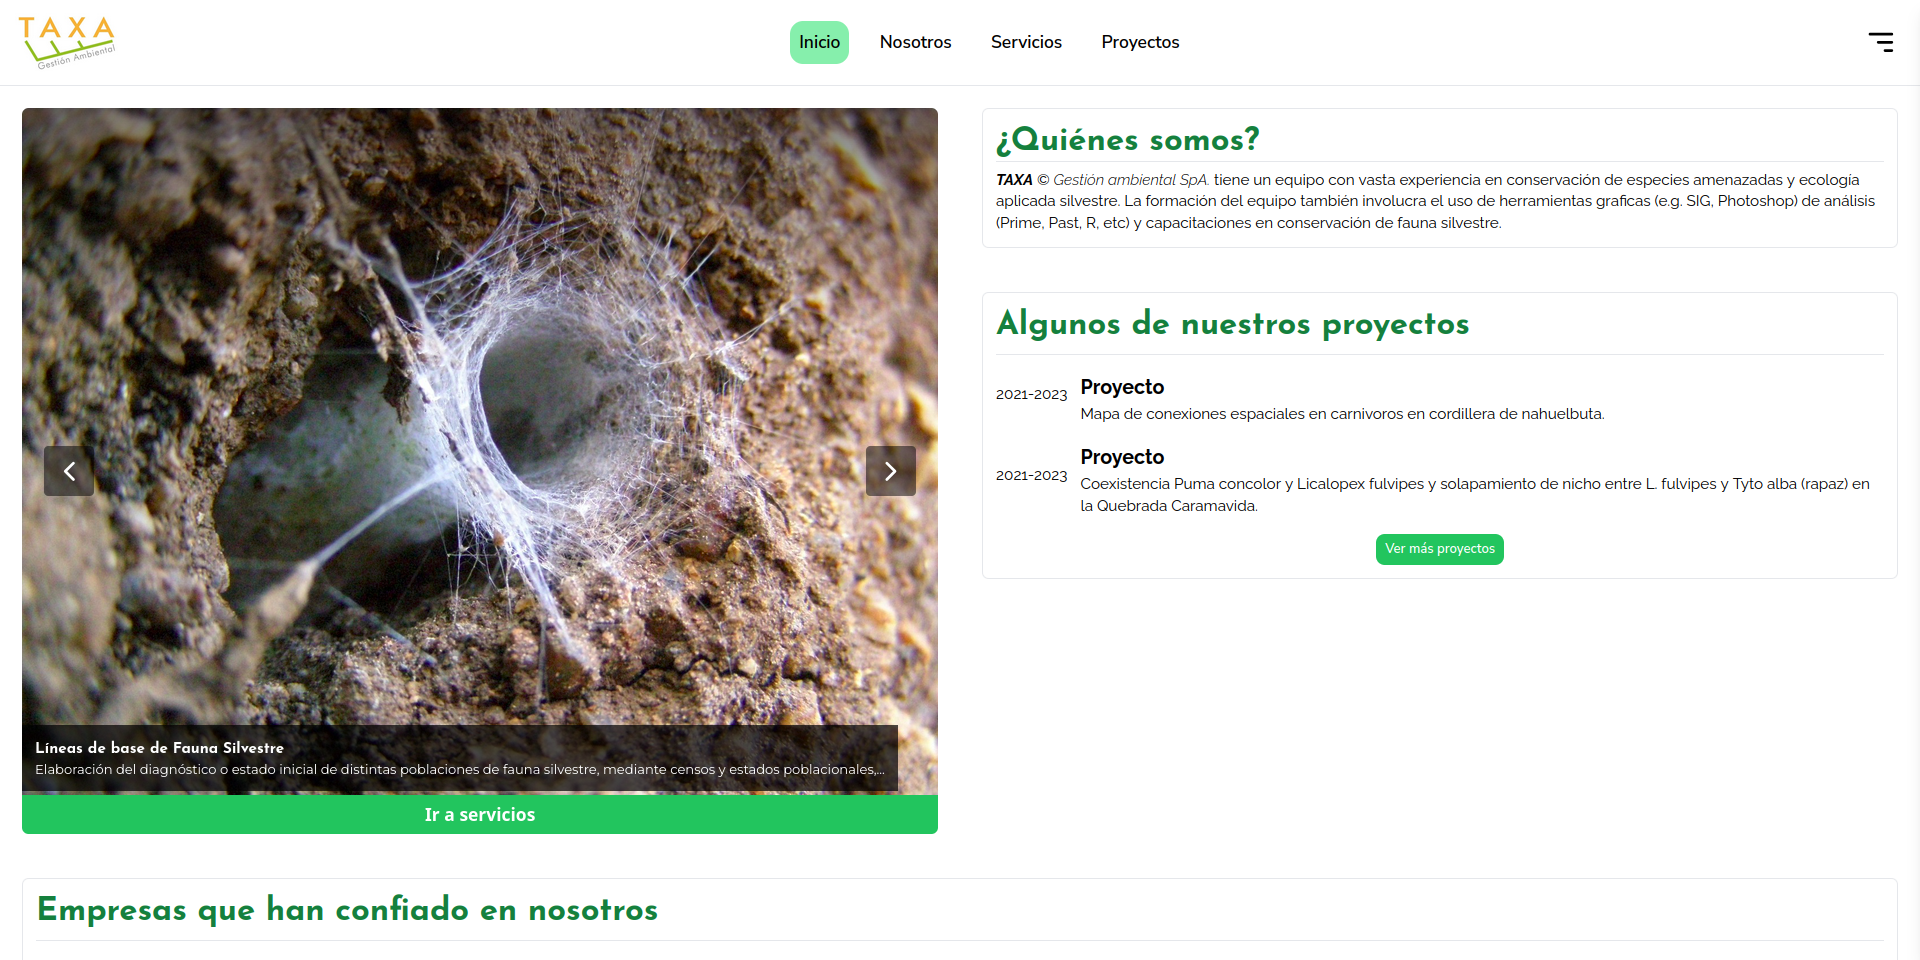 TAXA
Gestión Ambiental
Inicio
Nosotros
Servicios
Proyectos
Líneas de base de Fauna Silvestre
Elaboración del diagnóstico o estado inicial de distintas poblaciones de fauna silvestre, mediante censos y estados poblacionales,...
Ir a servicios
¿Quiénes somos?
TAXA © Gestión ambiental SpA. tiene un equipo con vasta experiencia en conservación de especies amenazadas y ecología
aplicada silvestre. La formación del equipo también involucra el uso de herramientas graficas (e.g. SIG, Photoshop) de análisis
(Prime, Past, R, etc) y capacitaciones en conservación de fauna silvestre.
Algunos de nuestros proyectos
2021-2023
Proyecto
Mapa de conexiones espaciales en carnivoros en cordillera de nahuelbuta.
2021-2023
Proyecto
Coexistencia Puma concolor y Licalopex fulvipes y solapamiento de nicho entre L. fulvipes y Tyto alba (rapaz) en
la Quebrada Caramavida.
Ver más proyectos
Empresas que han confiado en nosotros